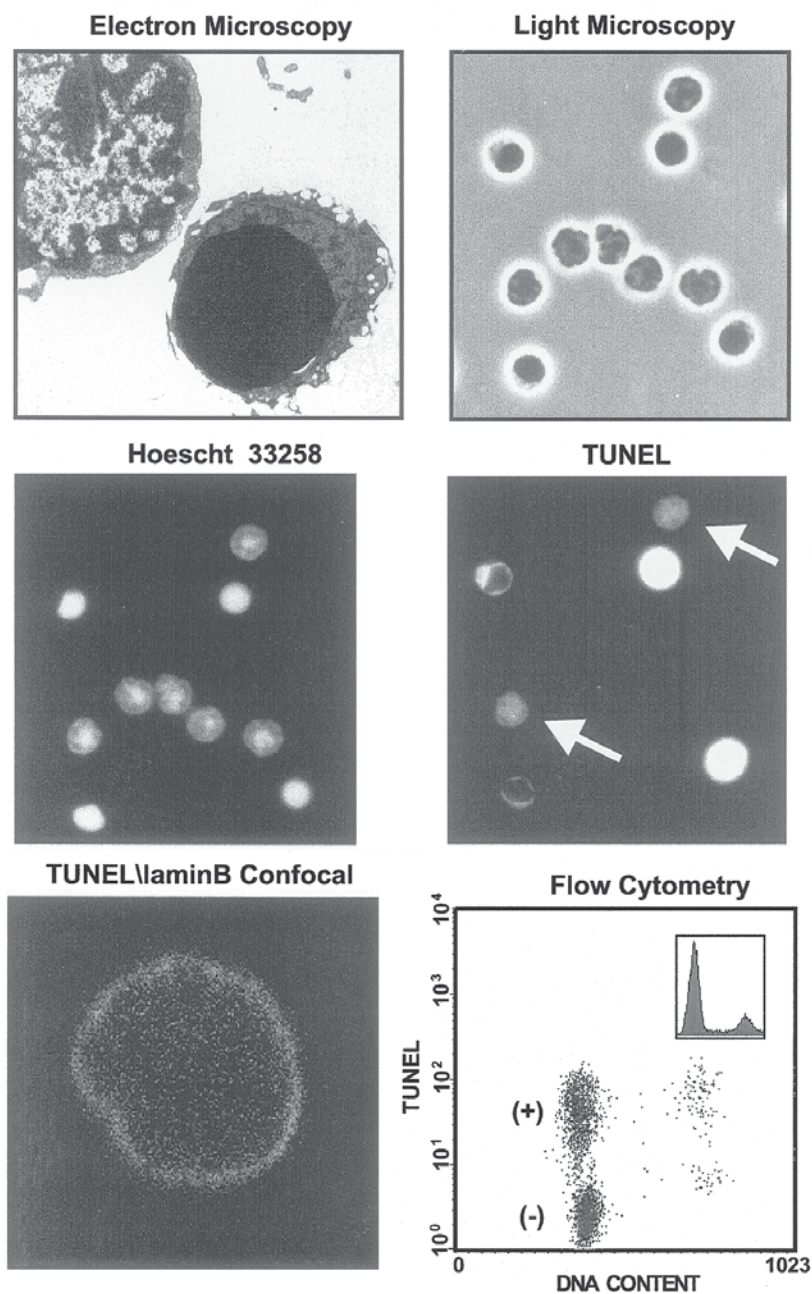 Electron Microscopy
Light Microscopy
Hoescht 33258
TUNEL
TUNEL\laminB Confocal
Flow Cytometry
10⁴
10³
10²
10¹
10⁰
TUNEL
(+)
(-)
0
1023
DNA CONTENT